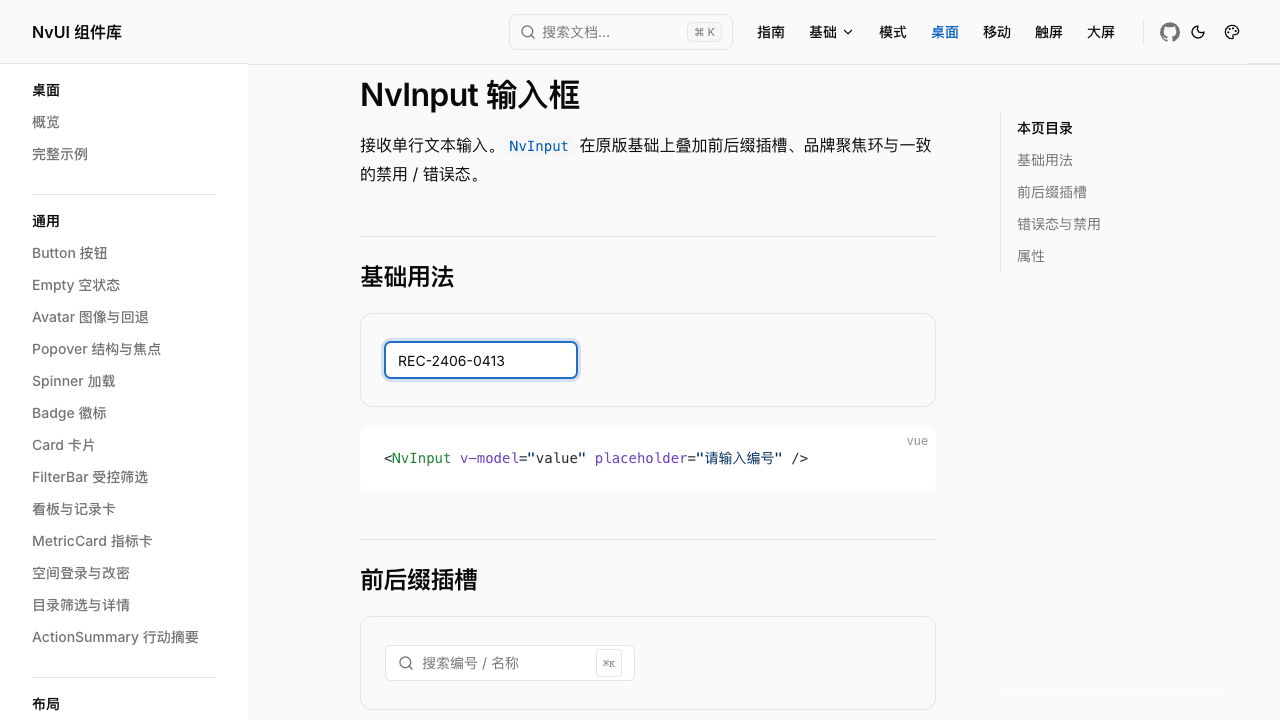 NvUI 组件库
搜索文档... ⌘ K
指南 基础 模式 桌面 移动 触屏 大屏
桌面
概览
完整示例
通用
Button 按钮
Empty 空状态
Avatar 图像与回退
Popover 结构与焦点
Spinner 加载
Badge 徽标
Card 卡片
FilterBar 受控筛选
看板与记录卡
MetricCard 指标卡
空间登录与改密
目录筛选与详情
ActionSummary 行动摘要
布局
NvInput 输入框
接收单行文本输入。 NvInput 在原版基础上叠加前后缀插槽、品牌聚焦环与一致
的禁用 / 错误态。
基础用法
REC-2406-0413
vue
<NvInput v-model="value" placeholder="请输入编号" />
前后缀插槽
搜索编号 / 名称 ⌘K
本页目录
基础用法
前后缀插槽
错误态与禁用
属性